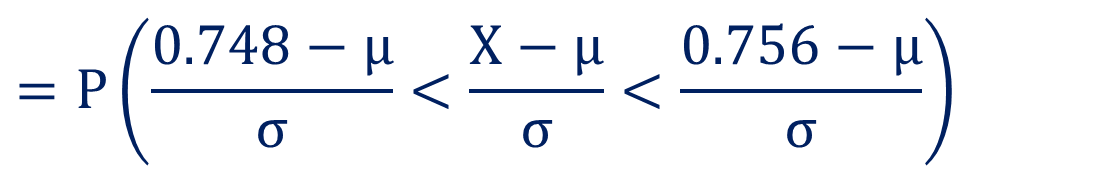 = P((0.748 − μ)/σ < (X − μ)/σ < (0.756 − μ)/σ)